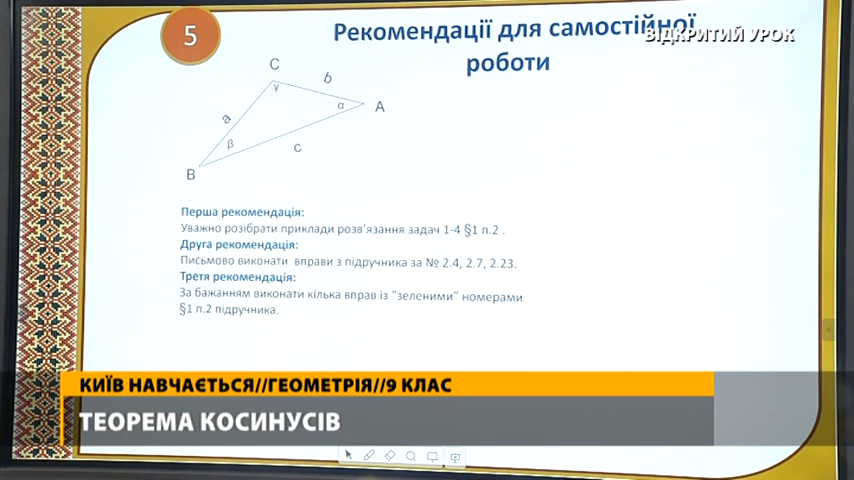 5
Рекомендації для самостійної
роботи
ВІДКРИТИЙ УРОК
C
b
γ
α
A
a
β
c
B
Перша рекомендація:
Уважно розібрати приклади розв’язання задач 1-4 §1 п.2 .
Друга рекомендація:
Письмово виконати вправи з підручника за № 2.4, 2.7, 2.23.
Третя рекомендація:
За бажанням виконати кілька вправ із “зеленими” номерами
§1 п.2 підручника.
КИЇВ НАВЧАЄТЬСЯ//ГЕОМЕТРІЯ//9 КЛАС
ТЕОРЕМА КОСИНУСІВ